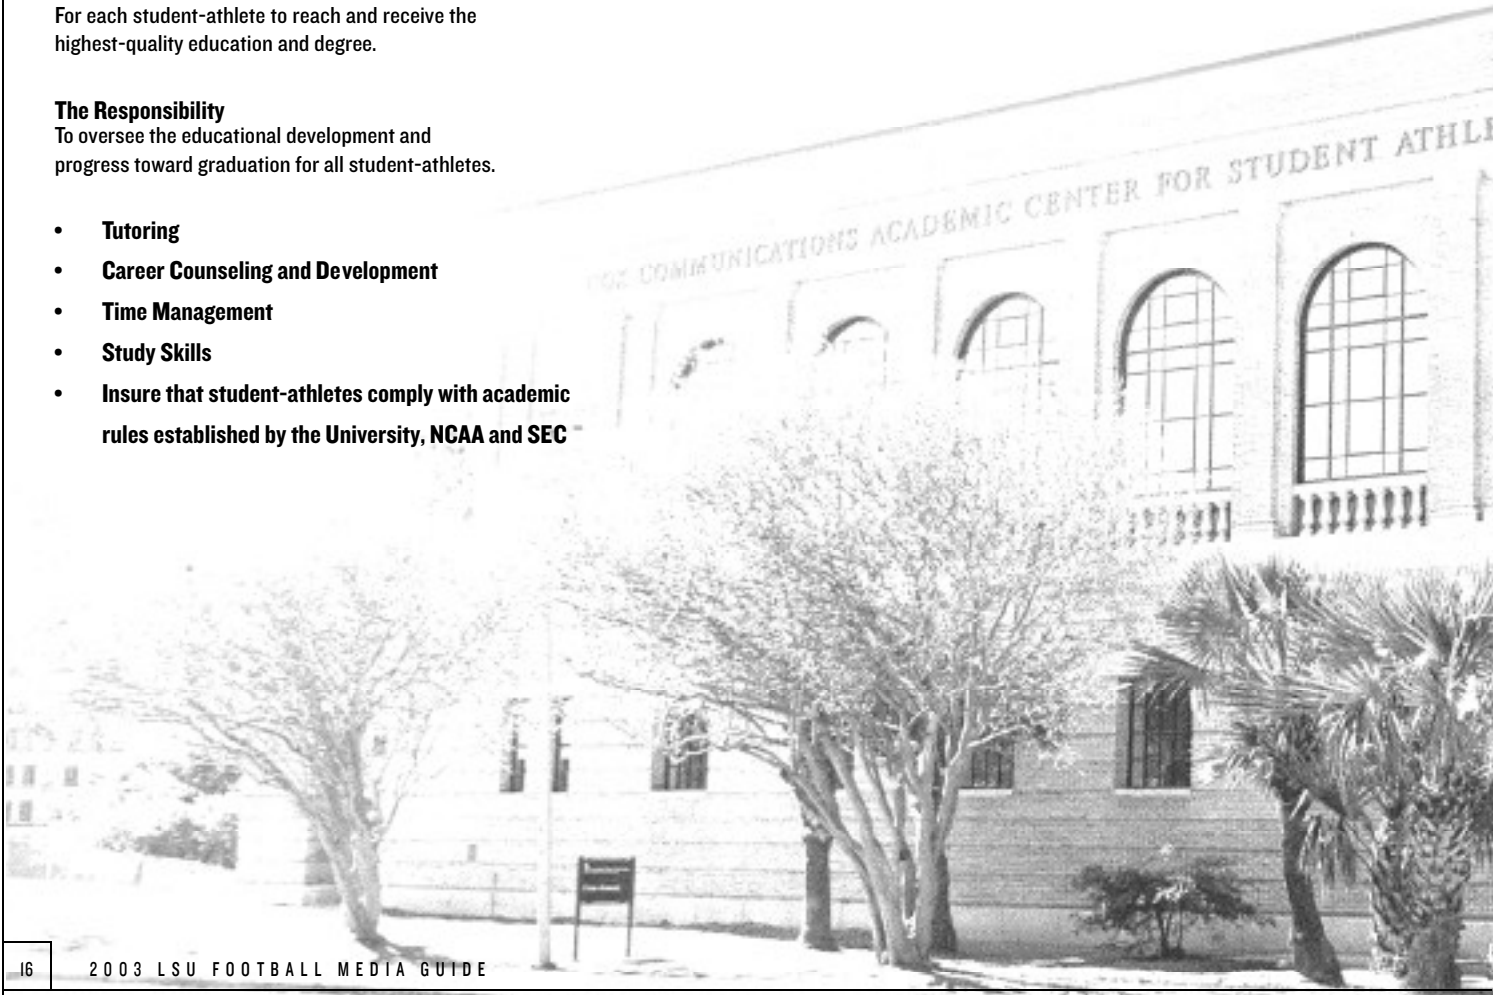 For each student-athlete to reach and receive the
highest-quality education and degree.
The Responsibility
To oversee the educational development and
progress toward graduation for all student-athletes.
• Tutoring
• Career Counseling and Development
• Time Management
• Study Skills
• Insure that student-athletes comply with academic
rules established by the University, NCAA and SEC
COX COMMUNICATIONS ACADEMIC CENTER FOR STUDENT ATHLE
16 2003 LSU FOOTBALL MEDIA GUIDE